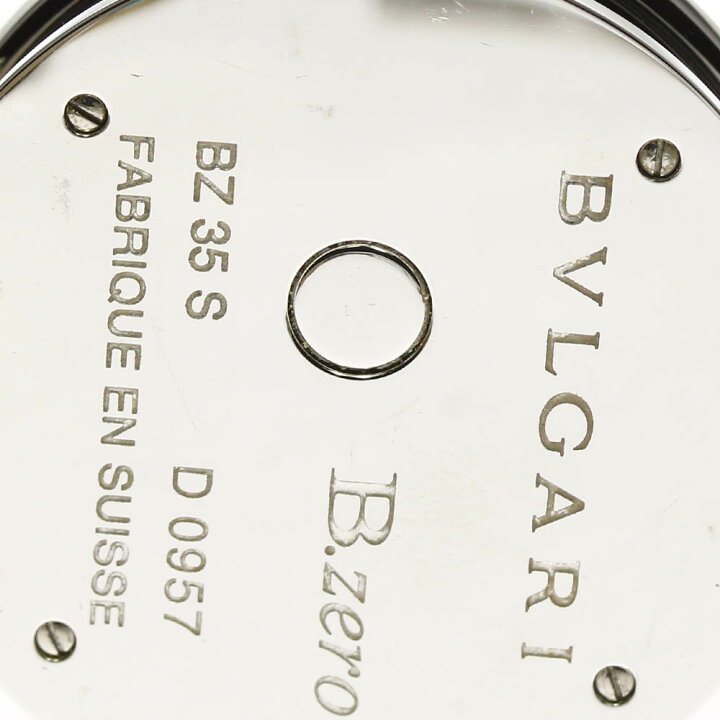 BVLGARI
B.zero
BZ 35 S D 0957
FABRIQUE EN SUISSE